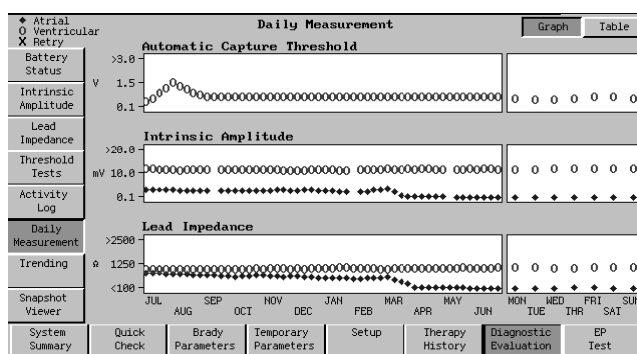 ◆ Atrial
O Ventricular
X Retry
Daily Measurement
Graph
Table
Battery Status
Intrinsic Amplitude
Lead Impedance
Threshold Tests
Activity Log
Daily Measurement
Trending
Snapshot Viewer
Automatic Capture Threshold
>3.0
V 1.5
0.1
Intrinsic Amplitude
>20.0
mV 10.0
0.1
Lead Impedance
>2500
Ω 1250
<100
JUL SEP NOV JAN MAR MAY MON WED FRI SUN
AUG OCT DEC FEB APR JUN TUE THR SAT
System Summary
Quick Check
Brady Parameters
Temporary Parameters
Setup
Therapy History
Diagnostic Evaluation
EP Test